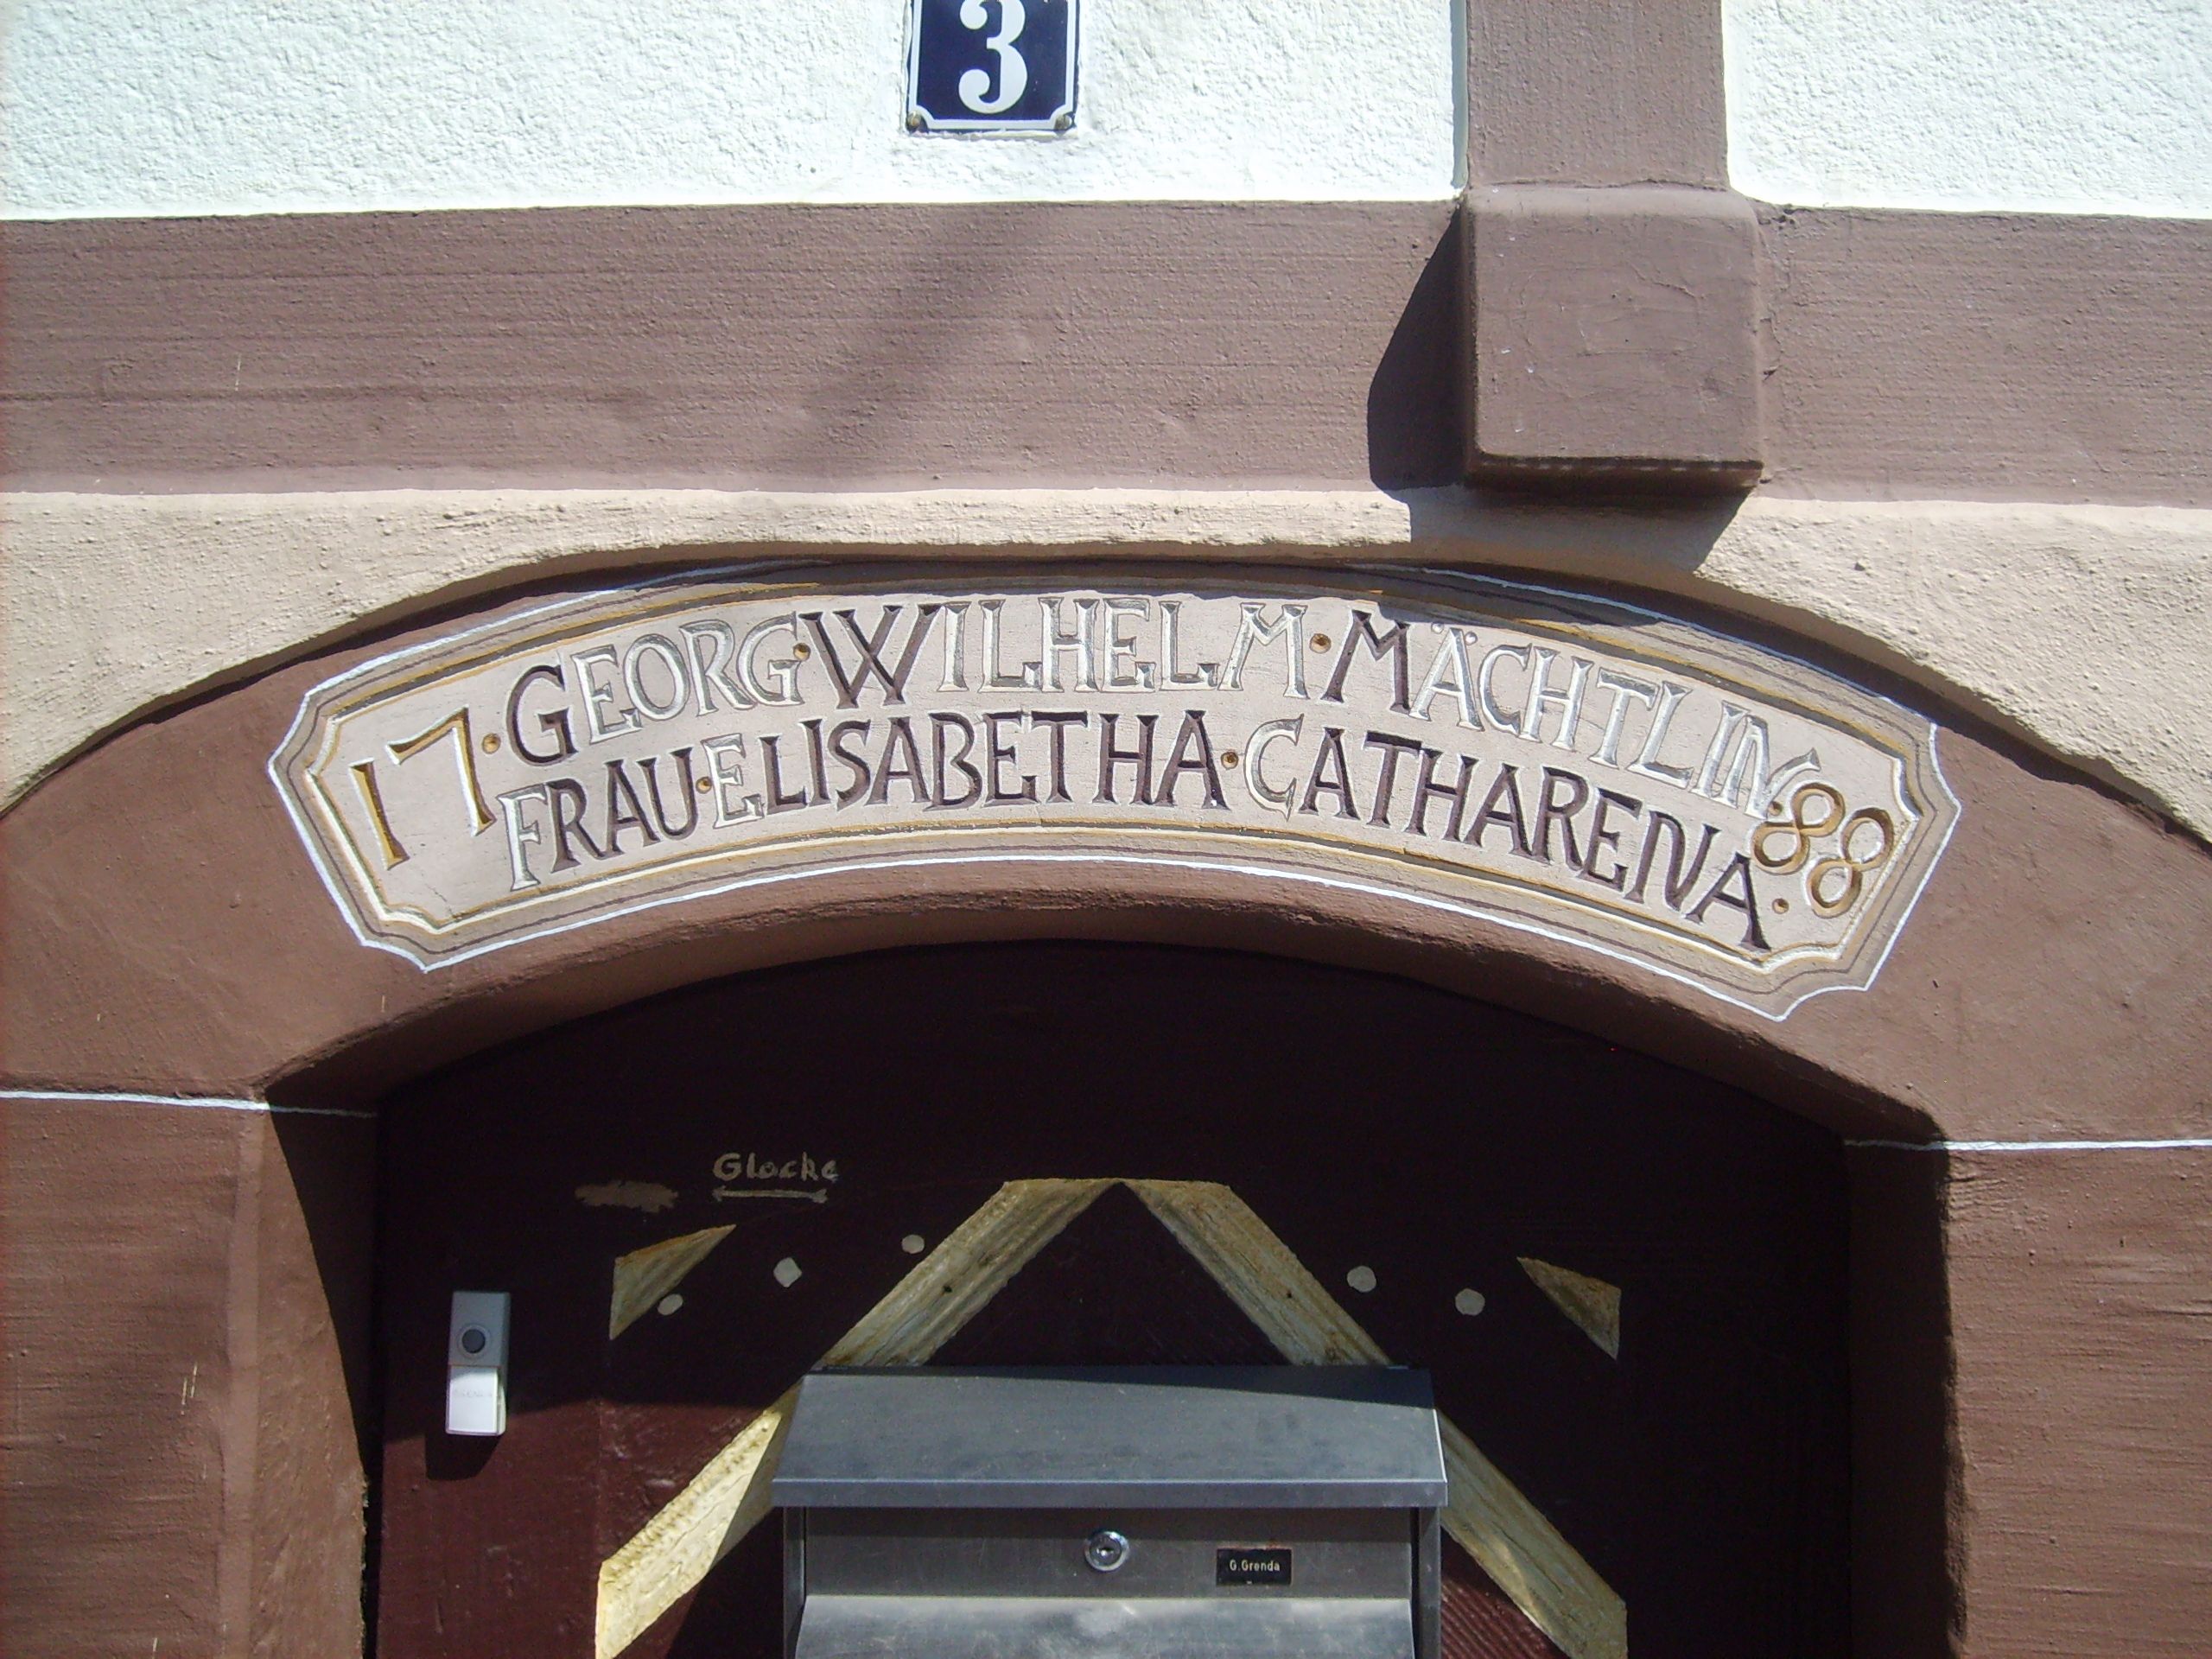 3
17 · GEORG · WILHELM · MÄCHTLIN · 88
FRAU · ELISABETHA · CATHARENA ·
Glocke
G.Grenda